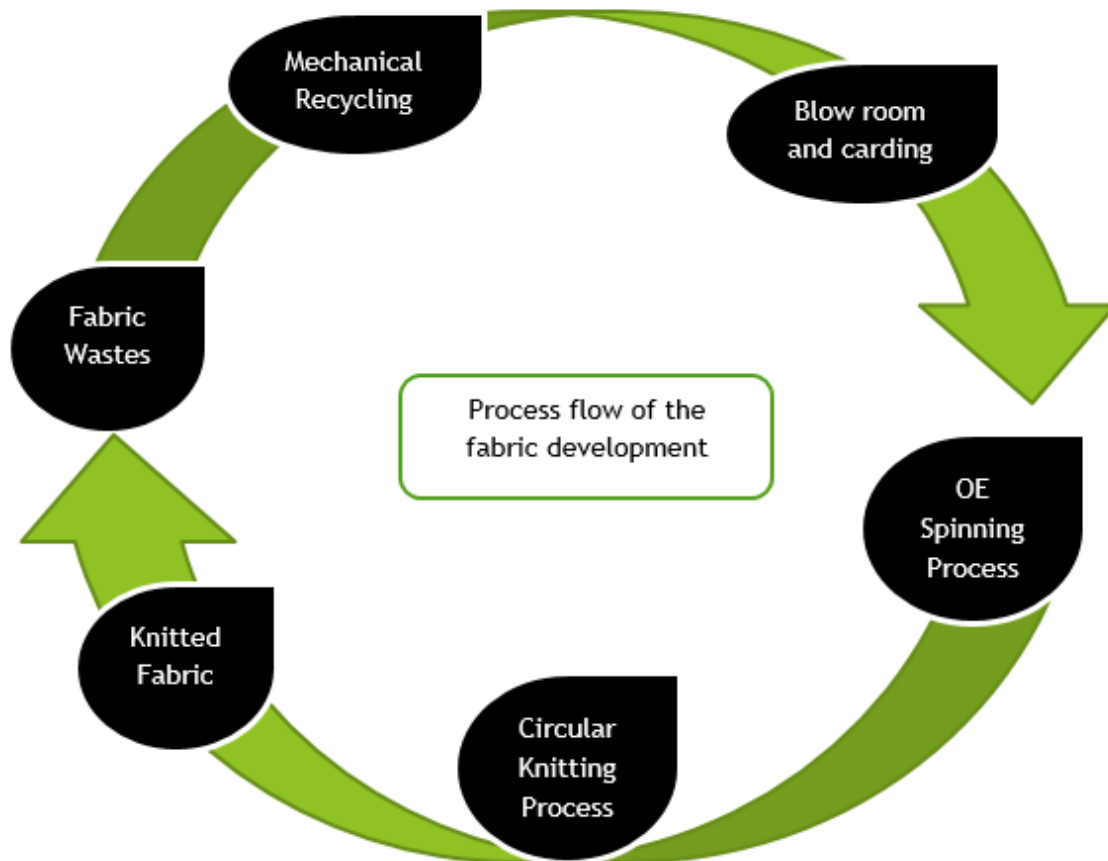 Mechanical
Recycling
Blow room
and carding
Fabric
Wastes
Process flow of the
fabric development
OE
Spinning
Process
Knitted
Fabric
Circular
Knitting
Process